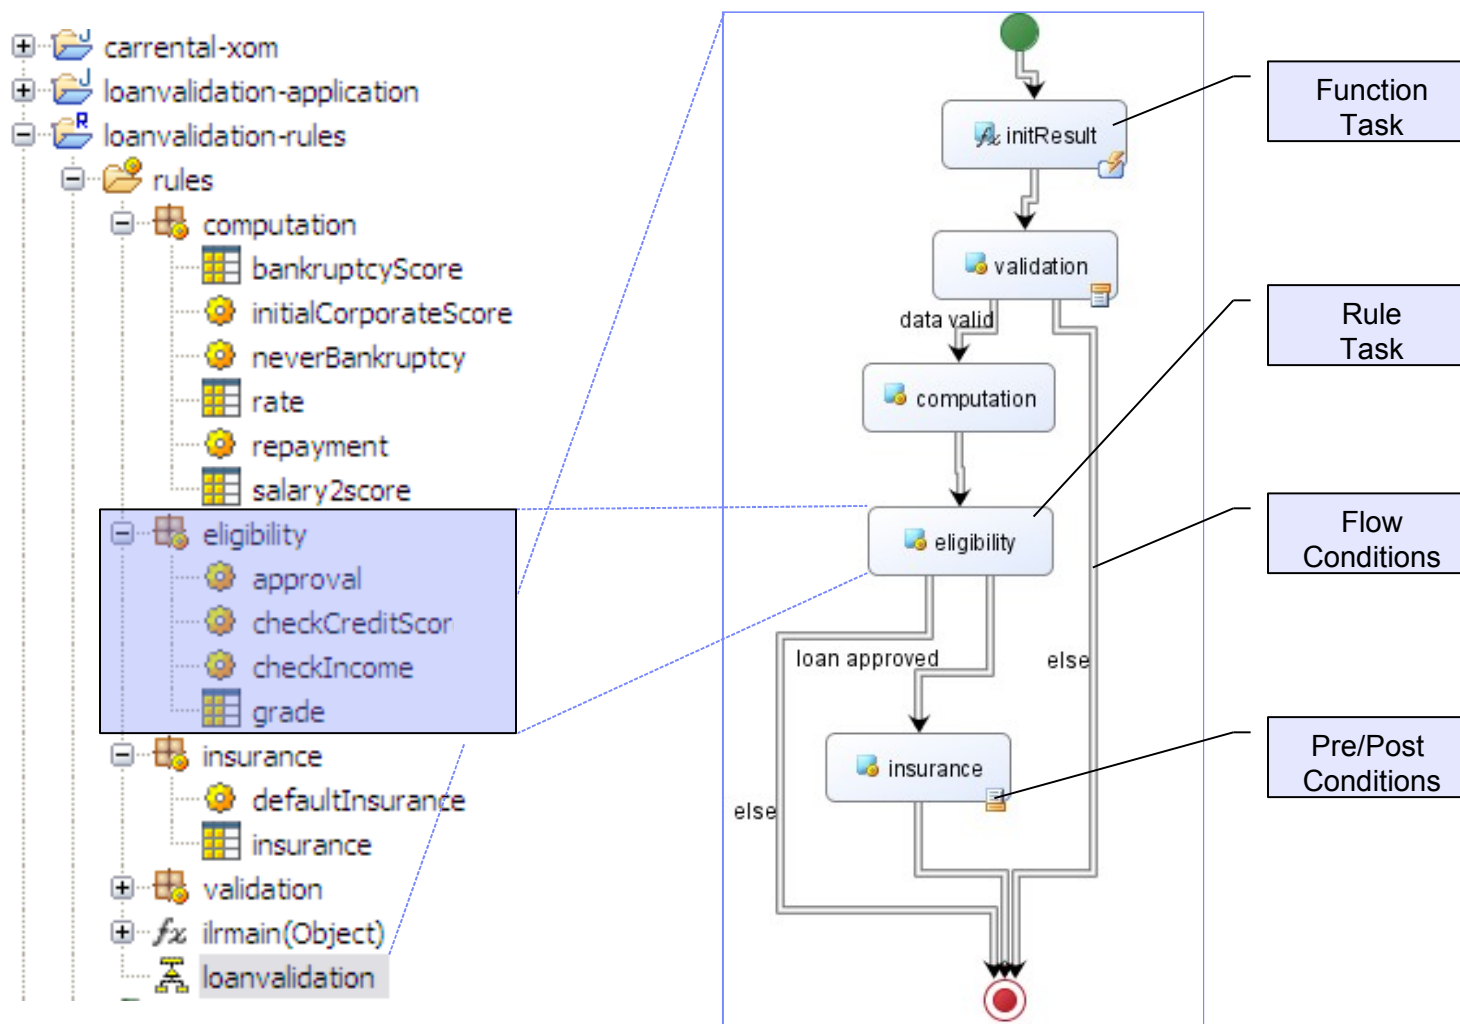 carrental-xom
loanvalidation-application
loanvalidation-rules
rules
computation
bankruptcyScore
initialCorporateScore
neverBankruptcy
rate
repayment
salary2score
eligibility
approval
checkCreditScor
checkIncome
grade
insurance
defaultInsurance
insurance
validation
fx ilrmain(Object)
loanvalidation
fx initResult
validation
data valid
computation
eligibility
loan approved
else
insurance
else
Function
Task
Rule
Task
Flow
Conditions
Pre/Post
Conditions